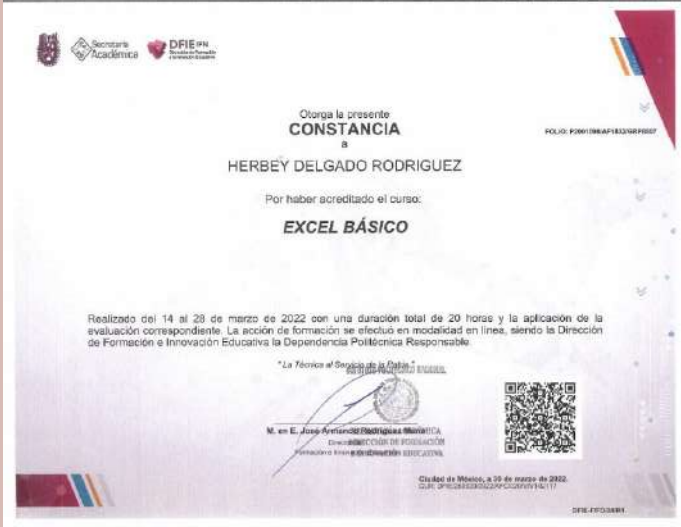 Secretaría
Académica
DFIE IPN
Otorga la presente
CONSTANCIA
a
FOLIO:
HERBEY DELGADO RODRIGUEZ
Por haber acreditado el curso:
EXCEL BÁSICO
Realizado del 14 al 28 de marzo de 2022 con una duración total de 20 horas y la aplicación de la
evaluación correspondiente. La acción de formación se efectuó en modalidad en línea, siendo la Dirección
de Formación e Innovación Educativa la Dependencia Politécnica Responsable.
"La Técnica al Servicio de la Patria"
M. en E. José Armando Rodríguez
DIRECCIÓN DE FORMACIÓN
Ciudad de México, a 30 de marzo de 2022.